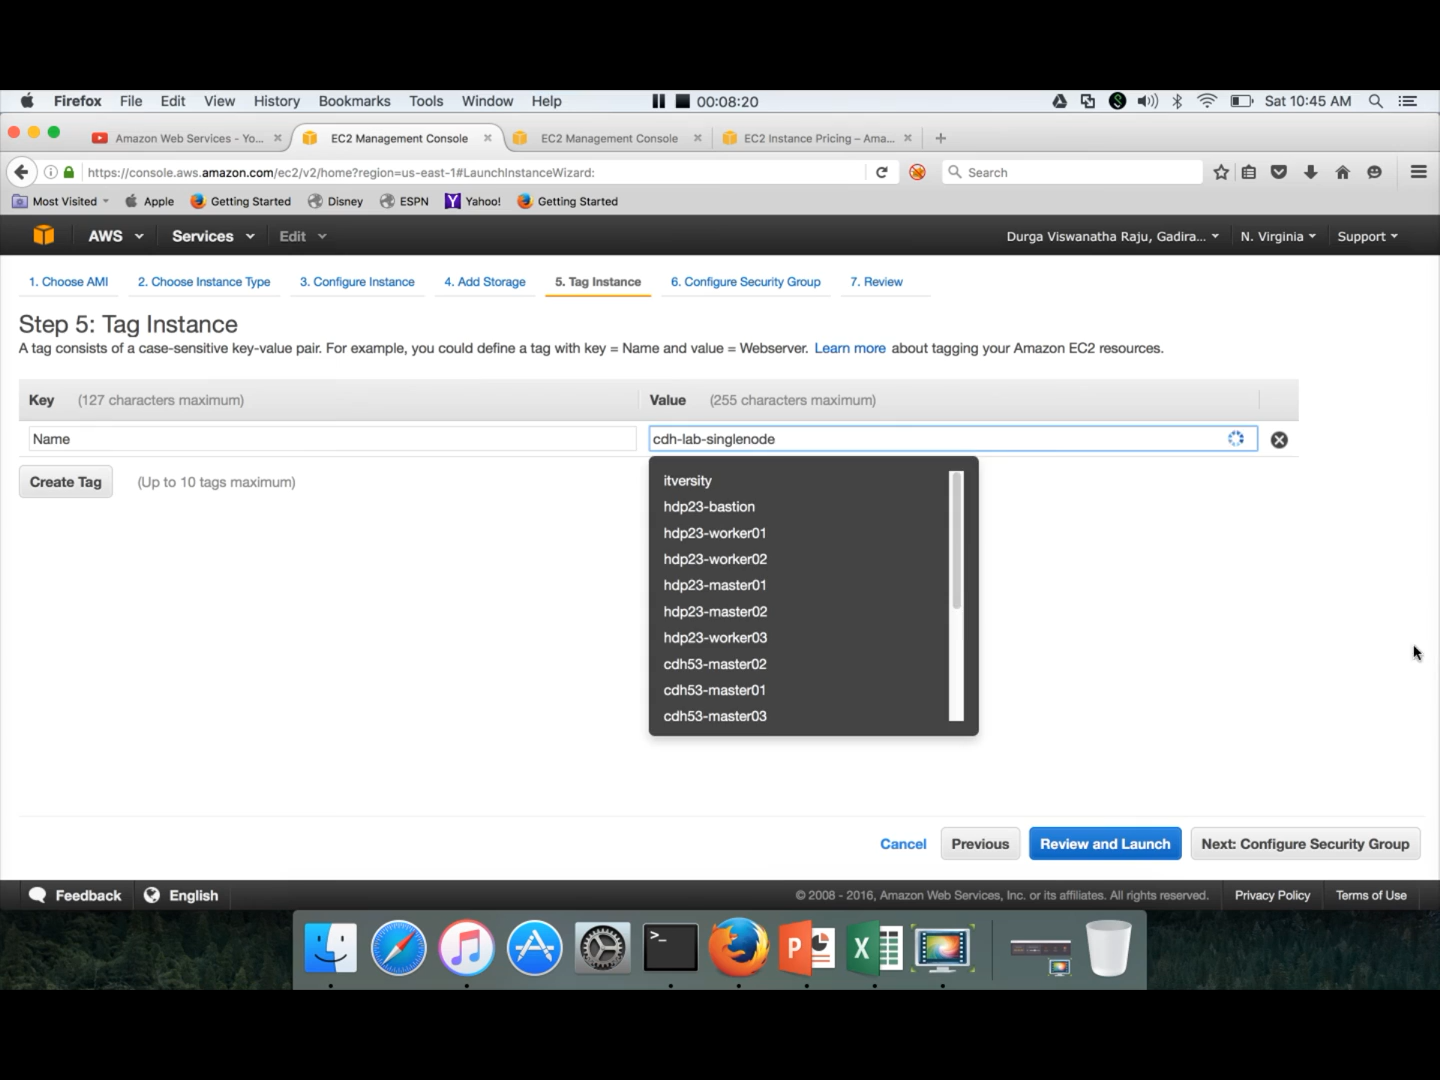 Firefox File Edit View History Bookmarks Tools Window Help 00:08:20 Sat 10:45 AM
Amazon Web Services - Yo... EC2 Management Console EC2 Management Console EC2 Instance Pricing – Ama...
https://console.aws.amazon.com/ec2/v2/home?region=us-east-1#LaunchInstanceWizard: Search
Most Visited Apple Getting Started Disney ESPN Yahoo! Getting Started
AWS Services Edit Durga Viswanatha Raju, Gadira... N. Virginia Support
1. Choose AMI 2. Choose Instance Type 3. Configure Instance 4. Add Storage 5. Tag Instance 6. Configure Security Group 7. Review
Step 5: Tag Instance
A tag consists of a case-sensitive key-value pair. For example, you could define a tag with key = Name and value = Webserver. Learn more about tagging your Amazon EC2 resources.
Key (127 characters maximum) Value (255 characters maximum)
Name cdh-lab-singlenode
Create Tag (Up to 10 tags maximum)
itversity
hdp23-bastion
hdp23-worker01
hdp23-worker02
hdp23-master01
hdp23-master02
hdp23-worker03
cdh53-master02
cdh53-master01
cdh53-master03
Cancel Previous Review and Launch Next: Configure Security Group
Feedback English © 2008 - 2016, Amazon Web Services, Inc. or its affiliates. All rights reserved. Privacy Policy Terms of Use